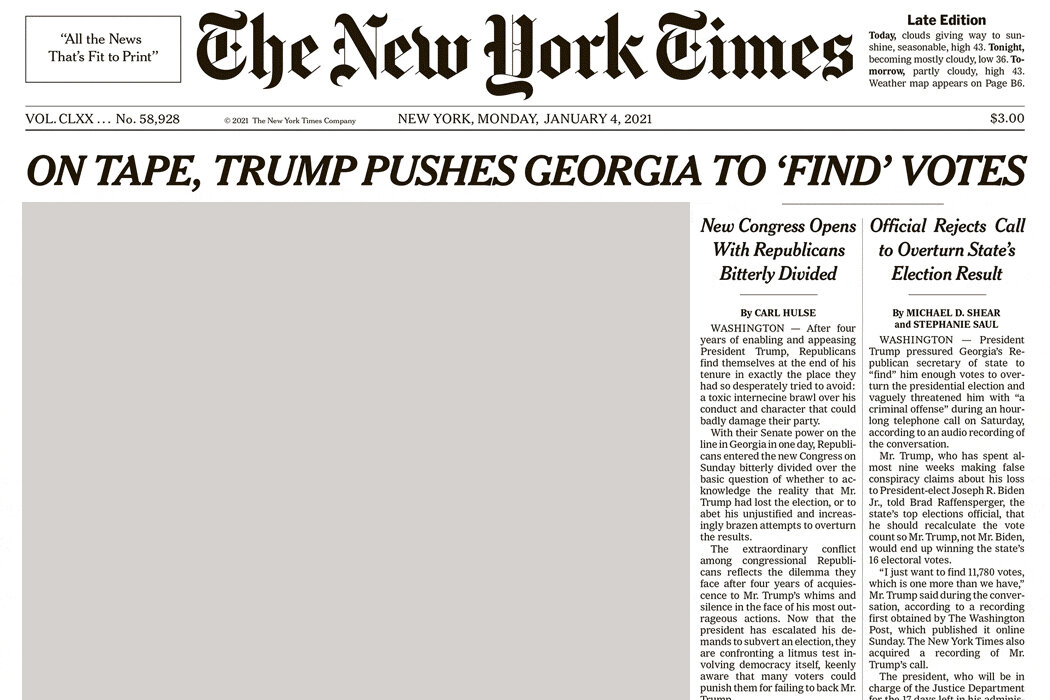 “All the News
That’s Fit to Print”
The New York Times
Late Edition
Today, clouds giving way to sun-
shine, seasonable, high 43. Tonight,
becoming mostly cloudy, low 36. To-
morrow, partly cloudy, high 43.
Weather map appears on Page B6.
VOL. CLXX . . . No. 58,928
© 2021 The New York Times Company
NEW YORK, MONDAY, JANUARY 4, 2021
$3.00
ON TAPE, TRUMP PUSHES GEORGIA TO ‘FIND’ VOTES
New Congress Opens
With Republicans
Bitterly Divided
By CARL HULSE
WASHINGTON — After four
years of enabling and appeasing
President Trump, Republicans
find themselves at the end of his
tenure in exactly the place they
had so desperately tried to avoid:
a toxic internecine brawl over his
conduct and character that could
badly damage their party.
With their Senate power on the
line in Georgia in one day, Republi-
cans entered the new Congress on
Sunday bitterly divided over the
basic question of whether to ac-
knowledge the reality that Mr.
Trump had lost the election, or to
abet his unjustified and increas-
ingly brazen attempts to overturn
the results.
The extraordinary conflict
among congressional Republi-
cans reflects the dilemma they
face after four years of acquies-
cence to Mr. Trump’s whims and
silence in the face of his most out-
rageous actions. Now that the
president has escalated his de-
mands to subvert an election, they
are confronting a litmus test in-
volving democracy itself, keenly
aware that many voters could
punish them for failing to back Mr.
Trump.
Official Rejects Call
to Overturn State’s
Election Result
By MICHAEL D. SHEAR
and STEPHANIE SAUL
WASHINGTON — President
Trump pressured Georgia’s Re-
publican secretary of state to
“find” him enough votes to over-
turn the presidential election and
vaguely threatened him with “a
criminal offense” during an hour-
long telephone call on Saturday,
according to an audio recording of
the conversation.
Mr. Trump, who has spent al-
most nine weeks making false
conspiracy claims about his loss
to President-elect Joseph R. Biden
Jr., told Brad Raffensperger, the
state’s top elections official, that
he should recalculate the vote
count so Mr. Trump, not Mr. Biden,
would end up winning the state’s
16 electoral votes.
“I just want to find 11,780 votes,
which is one more than we have,”
Mr. Trump said during the conver-
sation, according to a recording
first obtained by The Washington
Post, which published it online
Sunday. The New York Times also
acquired a recording of Mr.
Trump’s call.
The president, who will be in
charge of the Justice Department
for the 17 days left in his adminis-